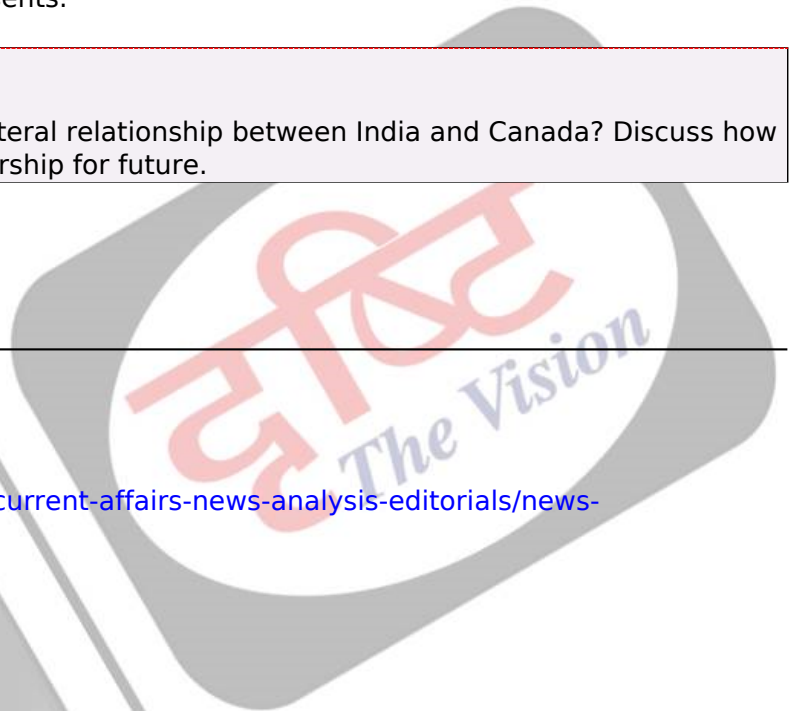 ents.
teral relationship between India and Canada? Discuss how
rship for future.
दृष्टि
The Vision
current-affairs-news-analysis-editorials/news-